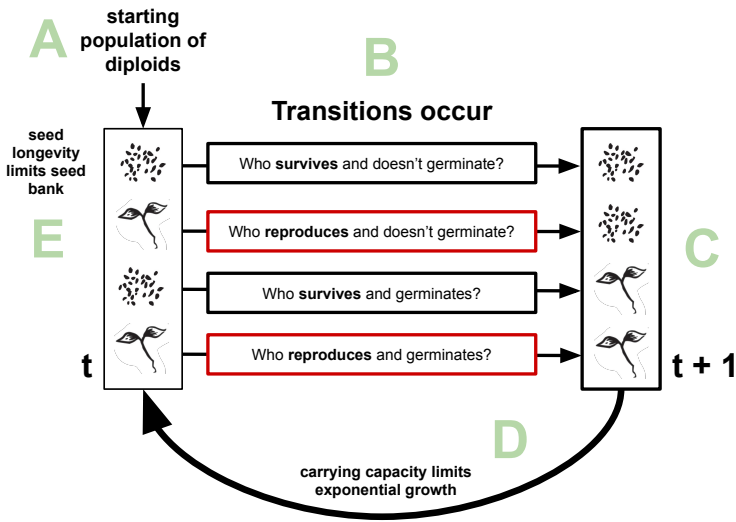 A
starting
population of
diploids
B
Transitions occur
seed
longevity
limits seed
bank
E
Who survives and doesn't germinate?
Who reproduces and doesn't germinate?
Who survives and germinates?
Who reproduces and germinates?
C
t
t + 1
D
carrying capacity limits
exponential growth